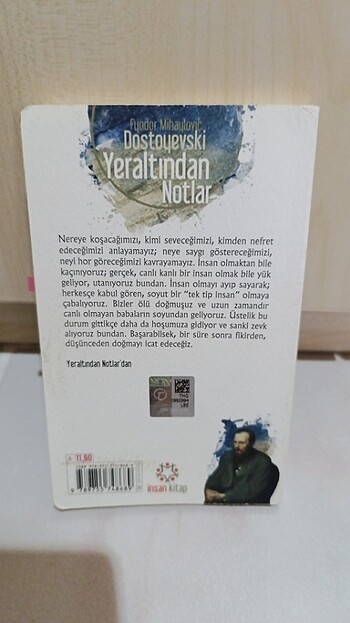 Fyodor Mihayloviç
Dostoyevski
Yeraltından
Notlar
Nereye koşacağımızı, kimi seveceğimizi, kimden nefret
edeceğimizi anlayamayız; neye saygı göstereceğimizi,
neyi hor göreceğimizi kavrayamayız. İnsan olmaktan bile
kaçınıyoruz; gerçek, canlı kanlı bir insan olmak bile yük
geliyor, utanıyoruz bundan. İnsan olmayı ayıp sayarak,
herkesçe kabul gören, soyut bir "tek tip insan" olmaya
çabalıyoruz. Bizler ölü doğmuşuz ve uzun zamandır
canlı olmayan babaların soyundan geliyoruz. Üstelik bu
durum gittikçe daha da hoşumuza gidiyor ve sanki zevk
alıyoruz bundan. Başarabilsek, bir süre sonra fikirden,
düşünceden doğmayı icat edeceğiz.
Yeraltından Notlar'dan
11,90
9 789755 748689
insan kitap